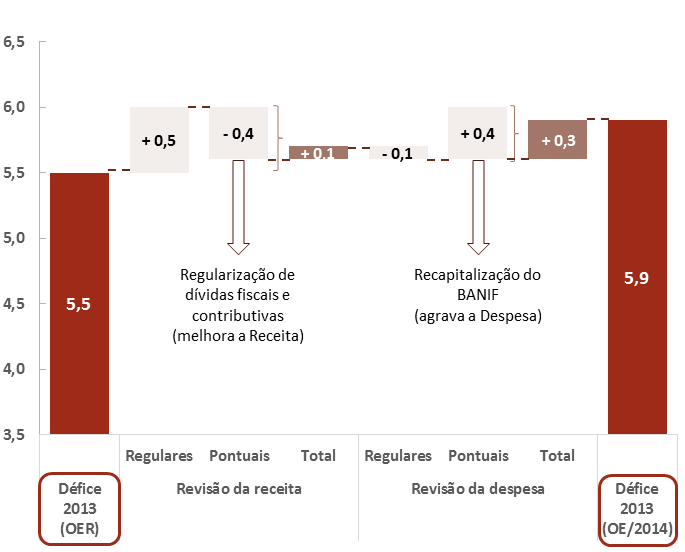 6,5
6,0
5,5
5,0
4,5
4,0
3,5
5,5
+ 0,5
- 0,4
+ 0,1
- 0,1
+ 0,4
+ 0,3
5,9
Regularização de
dívidas fiscais e
contributivas
(melhora a Receita)
Recapitalização do
BANIF
(agrava a Despesa)
Regulares
Pontuais
Total
Regulares
Pontuais
Total
Défice
2013
(OER)
Revisão da receita
Revisão da despesa
Défice
2013
(OE/2014)